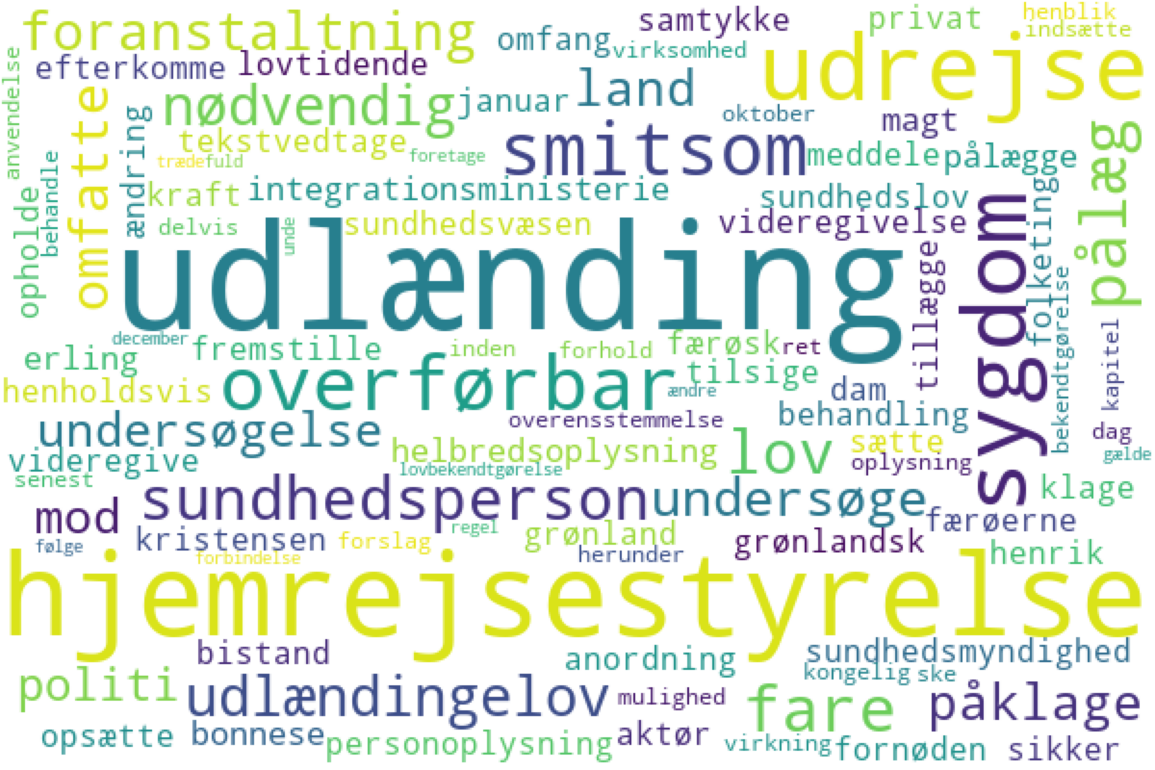 foranstaltning
omfang
samtykke
privat
henblik
indsætte
virksomhed
efterkomme
lovtidende
udrejse
anvendelse
omfatte
nødvendig
januar
land
oktober
magt
pålæg
ændring
tekstvedtage
smitsom
meddele
pålægge
træde
fuld
foretage
behandle
kraft
integrationsministerie
sundhedslov
opholde
delvis
unde
sundhedsvæsen
videregivelse
sygdom
folketing
udlænding
tillægge
bekendtgørelse
december
erling
fremstille
inden
forhold
færøsk
ret
kapitel
henholdsvis
overførbar
ændre
tilsige
dam
undersøgelse
overensstemmelse
behandling
dag
videregive
helbredsoplysning
lov
sætte
oplysning
gælde
senest
lovbekendtgørelse
klage
mod
sundhedsperson
undersøge
færøerne
følge
kristensen
forslag
regel
grønland
grønlandsk
henrik
forbindelse
herunder
hjemrejsestyrelse
bistand
anordning
sundhedsmyndighed
kongelig
ske
politi
udlændingelov
mulighed
fare
påklage
opsætte
bonnese
personoplysning
aktør
virkning
fornøden
sikker